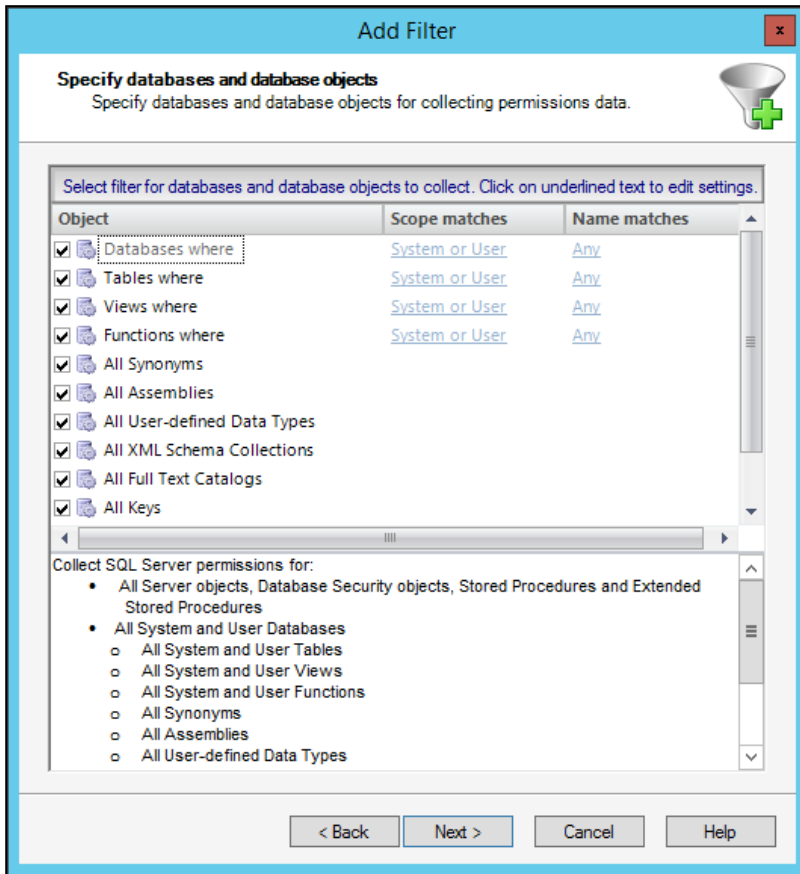 Add Filter
x
Specify databases and database objects
Specify databases and database objects for collecting permissions data.
Select filter for databases and database objects to collect. Click on underlined text to edit settings.
Object Scope matches Name matches
Databases where System or User Any
Tables where System or User Any
Views where System or User Any
Functions where System or User Any
All Synonyms
All Assemblies
All User-defined Data Types
All XML Schema Collections
All Full Text Catalogs
All Keys
Collect SQL Server permissions for:
• All Server objects, Database Security objects, Stored Procedures and Extended
Stored Procedures
• All System and User Databases
o All System and User Tables
o All System and User Views
o All System and User Functions
o All Synonyms
o All Assemblies
o All User-defined Data Types
< Back Next > Cancel Help